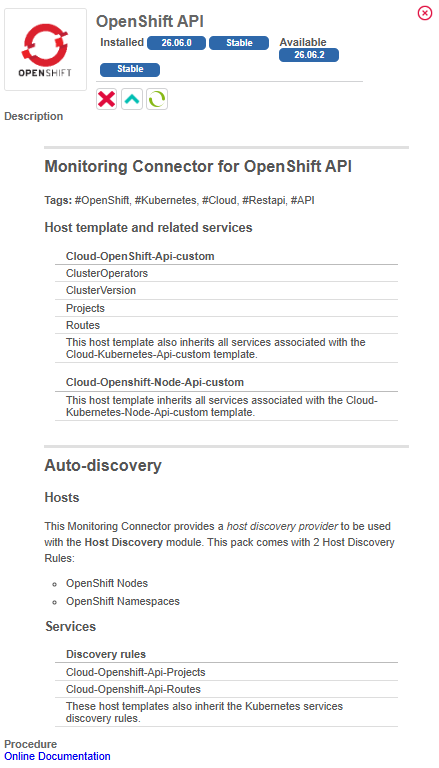 OpenShift API
Installed 26.06.0 Stable Available
26.06.2
Stable
OPENSHIFT
Description
Monitoring Connector for OpenShift API
Tags: #OpenShift, #Kubernetes, #Cloud, #Restapi, #API
Host template and related services
Cloud-OpenShift-Api-custom
ClusterOperators
ClusterVersion
Projects
Routes
This host template also inherits all services associated with the
Cloud-Kubernetes-Api-custom template.
Cloud-Openshift-Node-Api-custom
This host template inherits all services associated with the Cloud-
Kubernetes-Node-Api-custom template.
Auto-discovery
Hosts
This Monitoring Connector provides a host discovery provider to be used
with the Host Discovery module. This pack comes with 2 Host Discovery
Rules:
OpenShift Nodes
OpenShift Namespaces
Services
Discovery rules
Cloud-Openshift-Api-Projects
Cloud-Openshift-Api-Routes
These host templates also inherit the Kubernetes services
discovery rules.
Procedure
Online Documentation